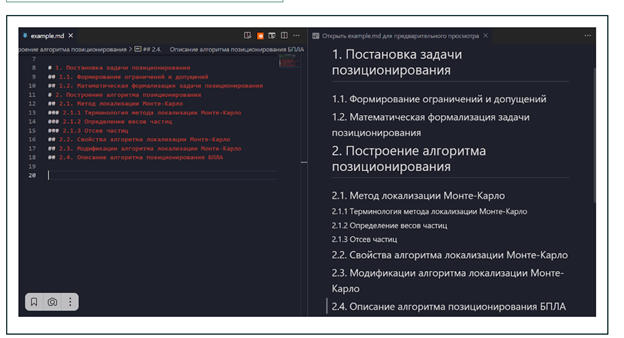 example.md
Открыть example.md для предварительного просмотра
роение алгоритма позиционирования > ## 2.4. Описание алгоритма позиционирования БПЛА
7
8 # 1. Постановка задачи позиционирования
9 ## 1.1. Формирование ограничений и допущений
10 ## 1.2. Математическая формализация задачи позиционирования
11 # 2. Построение алгоритма позиционирования
12 ## 2.1. Метод локализации Монте-Карло
13 ### 2.1.1 Терминология метода локализации Монте-Карло
14 ### 2.1.2 Определение весов частиц
15 ### 2.1.3 Отсев частиц
16 ## 2.2. Свойства алгоритма локализации Монте-Карло
17 ## 2.3. Модификации алгоритма локализации Монте-Карло
18 ## 2.4. Описание алгоритма позиционирования БПЛА
19
20
1. Постановка задачи
позиционирования
1.1. Формирование ограничений и допущений
1.2. Математическая формализация задачи
позиционирования
2. Построение алгоритма
позиционирования
2.1. Метод локализации Монте-Карло
2.1.1 Терминология метода локализации Монте-Карло
2.1.2 Определение весов частиц
2.1.3 Отсев частиц
2.2. Свойства алгоритма локализации Монте-Карло
2.3. Модификации алгоритма локализации Монте-
Карло
2.4. Описание алгоритма позиционирования БПЛА